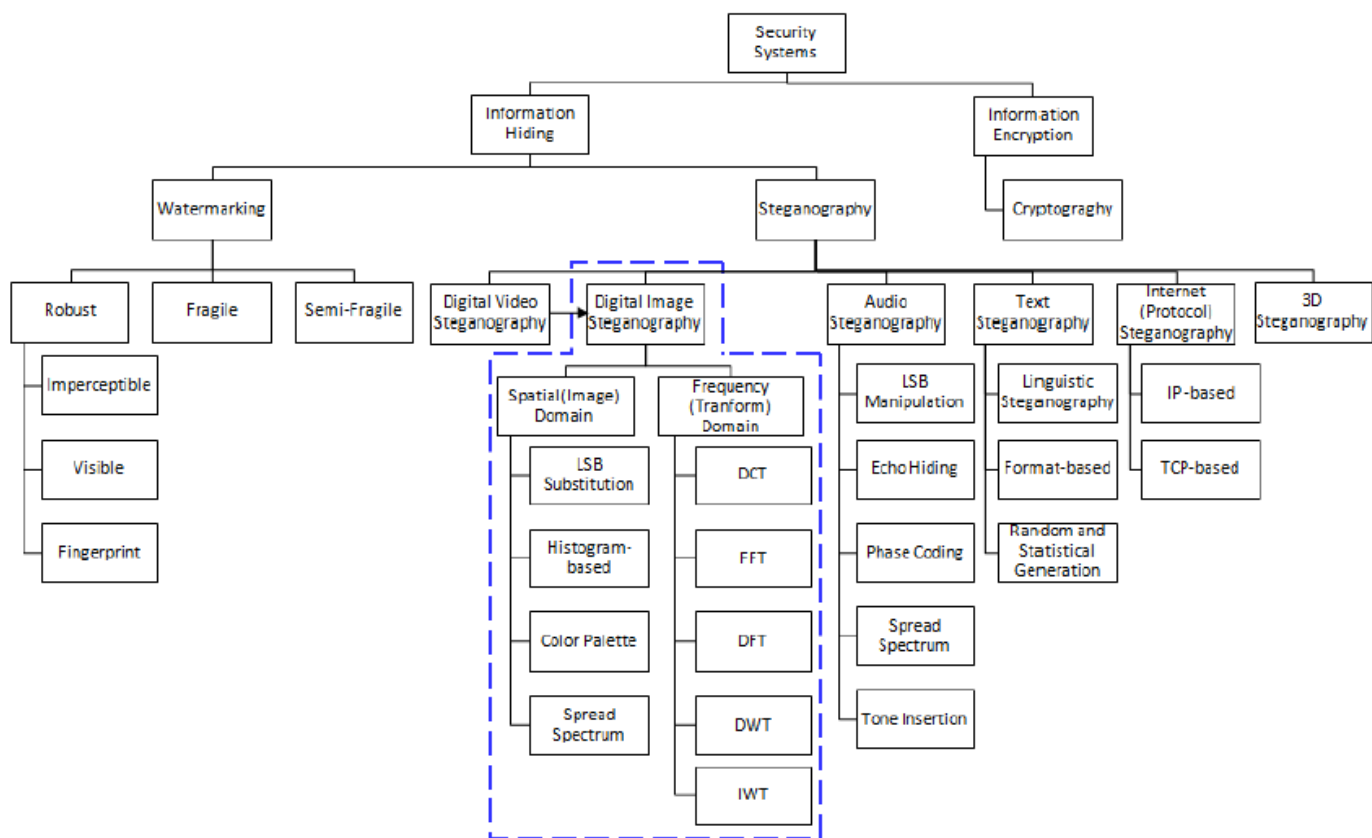 Security
Systems
Information
Hiding
Information
Encryption
Watermarking
Steganography
Cryptograghy
Robust
Fragile
Semi-Fragile
Digital Video
Steganography
Digital Image
Steganography
Audio
Steganography
Text
Steganography
Internet
(Protocol)
Steganography
3D
Steganography
Imperceptible
Visible
Fingerprint
Spatial(Image)
Domain
Frequency
(Tranform)
Domain
LSB
Substitution
Histogram-
based
Color Palette
Spread
Spectrum
DCT
FFT
DFT
DWT
IWT
LSB
Manipulation
Echo Hiding
Phase Coding
Spread
Spectrum
Tone Insertion
Linguistic
Steganography
Format-based
Random and
Statistical
Generation
IP-based
TCP-based